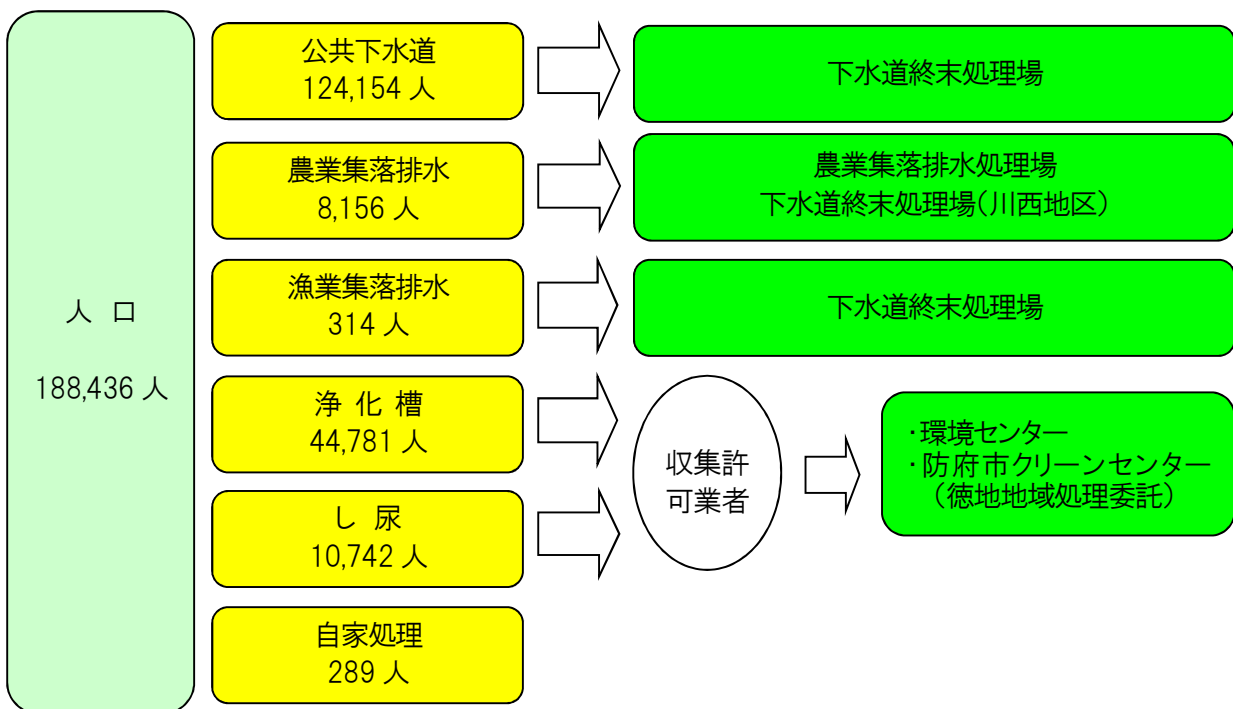 人 口
188,436 人
公共下水道
124,154 人
下水道終末処理場
農業集落排水
8,156 人
農業集落排水処理場
下水道終末処理場(川西地区)
漁業集落排水
314 人
下水道終末処理場
浄 化 槽
44,781 人
し 尿
10,742 人
収集許
可業者
・環境センター
・防府市クリーンセンター
(徳地地域処理委託)
自家処理
289 人